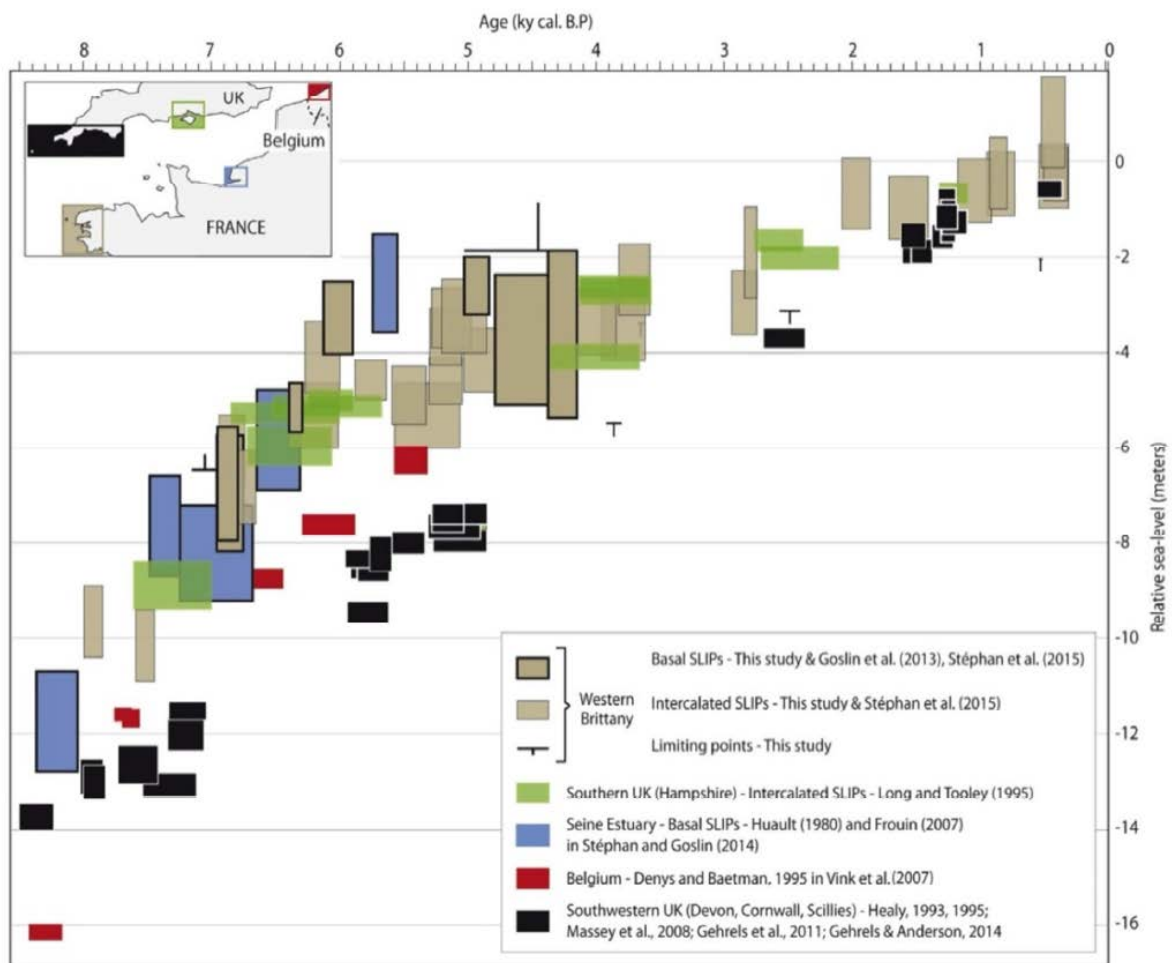 Age (ky cal. B.P)
8 7 6 5 4 3 2 1 0
UK
Belgium
FRANCE
0
-2
-4
-6
-8
-10
-12
-14
-16
Relative sea-level (meters)
Basal SLIPs - This study & Goslin et al. (2013), Stéphan et al. (2015)
Western
Brittany
Intercalated SLIPs - This study & Stéphan et al. (2015)
Limiting points - This study
Southern UK (Hampshire) - Intercalated SLIPs - Long and Tooley (1995)
Seine Estuary - Basal SLIPs - Huault (1980) and Frouin (2007)
in Stéphan and Goslin (2014)
Belgium - Denys and Baetman, 1995 in Vink et al.(2007)
Southwestern UK (Devon, Cornwall, Scillies) - Healy, 1993, 1995;
Massey et al., 2008; Gehrels et al., 2011; Gehrels & Anderson, 2014